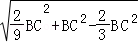 √(2/9 BC² + BC² - 2/3 BC²)